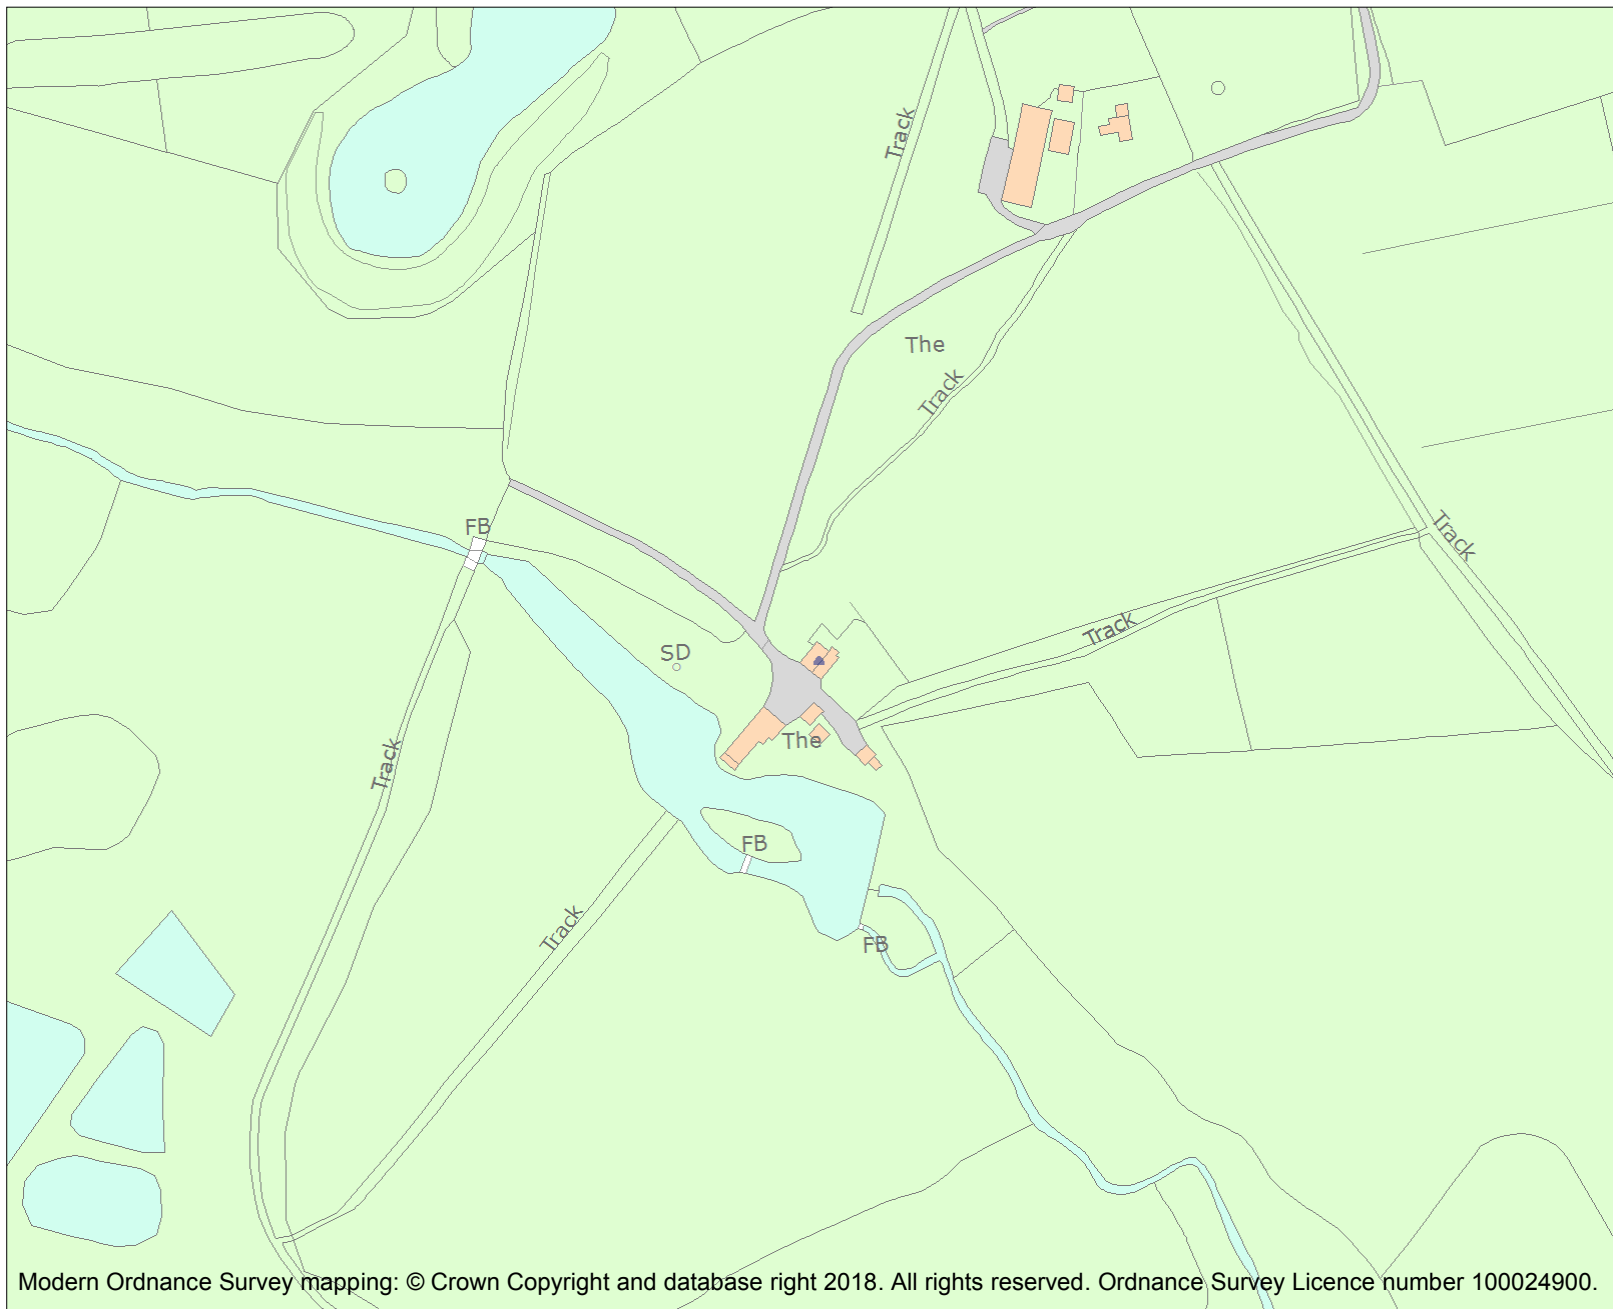 Track
The
Track
FB
Track
SD
Track
The
Track
FB
Track
FB
Modern Ordnance Survey mapping: © Crown Copyright and database right 2018. All rights reserved. Ordnance Survey Licence number 100024900.